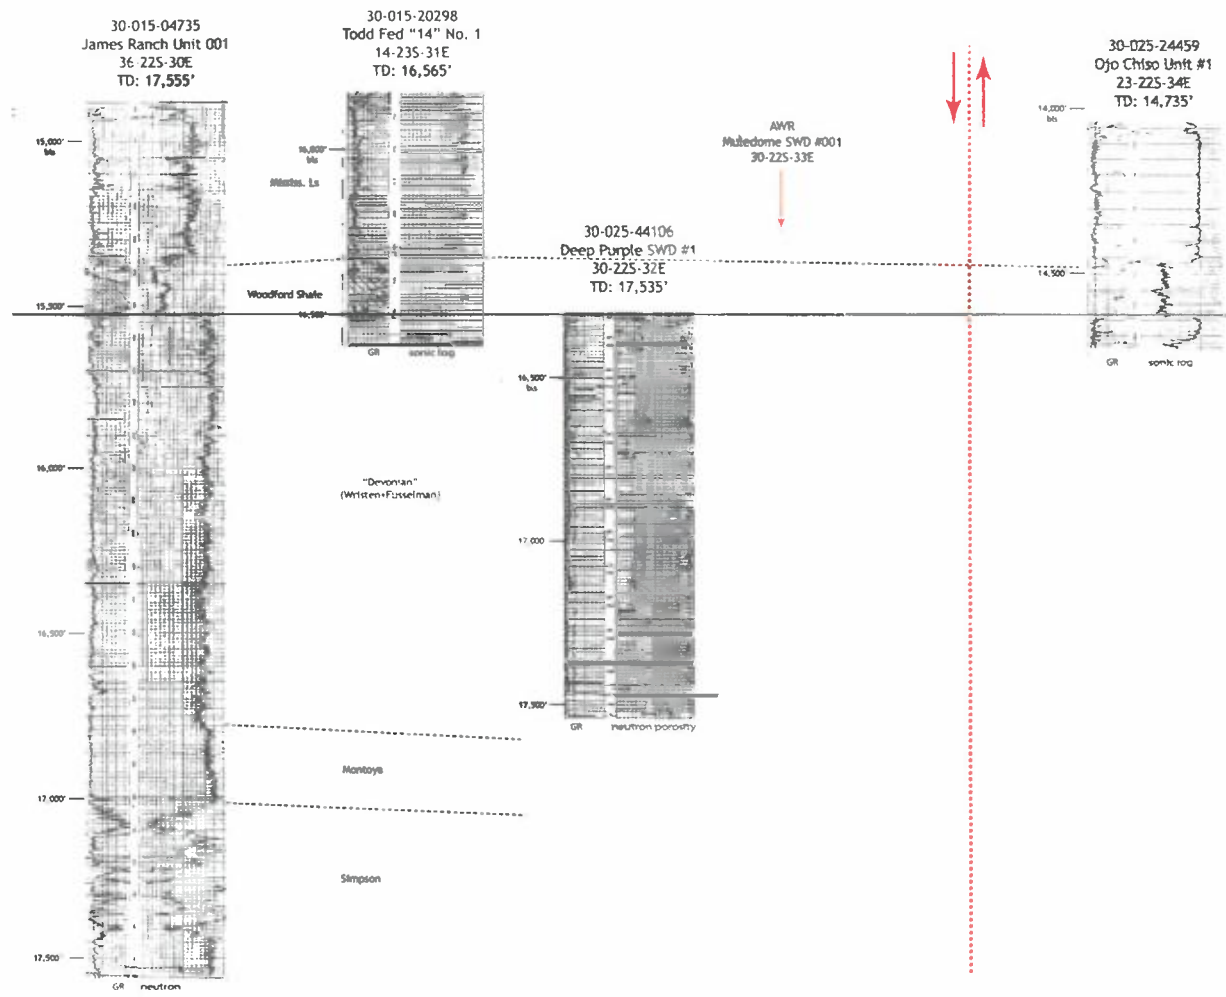 30-015-04735
James Ranch Unit 001
36-22S-30E
TD: 17,555'
15,000'
bls
15,500'
16,000'
16,500'
17,000'
17,500'
GR neutron
30-015-20298
Todd Fed "14" No. 1
14-23S-31E
TD: 16,565'
16,000'
bls
Mississ. Ls
Woodford Shale
16,500'
GR sonic log
"Devonian"
(Wristen+Fusselman)
Montoya
Simpson
30-025-44106
Deep Purple SWD #1
30-22S-32E
TD: 17,535'
16,500'
bls
17,000
17,500'
GR neutron porosity
AWR
Muledome SWD #001
30-22S-33E
30-025-24459
Ojo Chiso Unit #1
23-22S-34E
TD: 14,735'
14,000'
bls
14,500'
GR sonic log